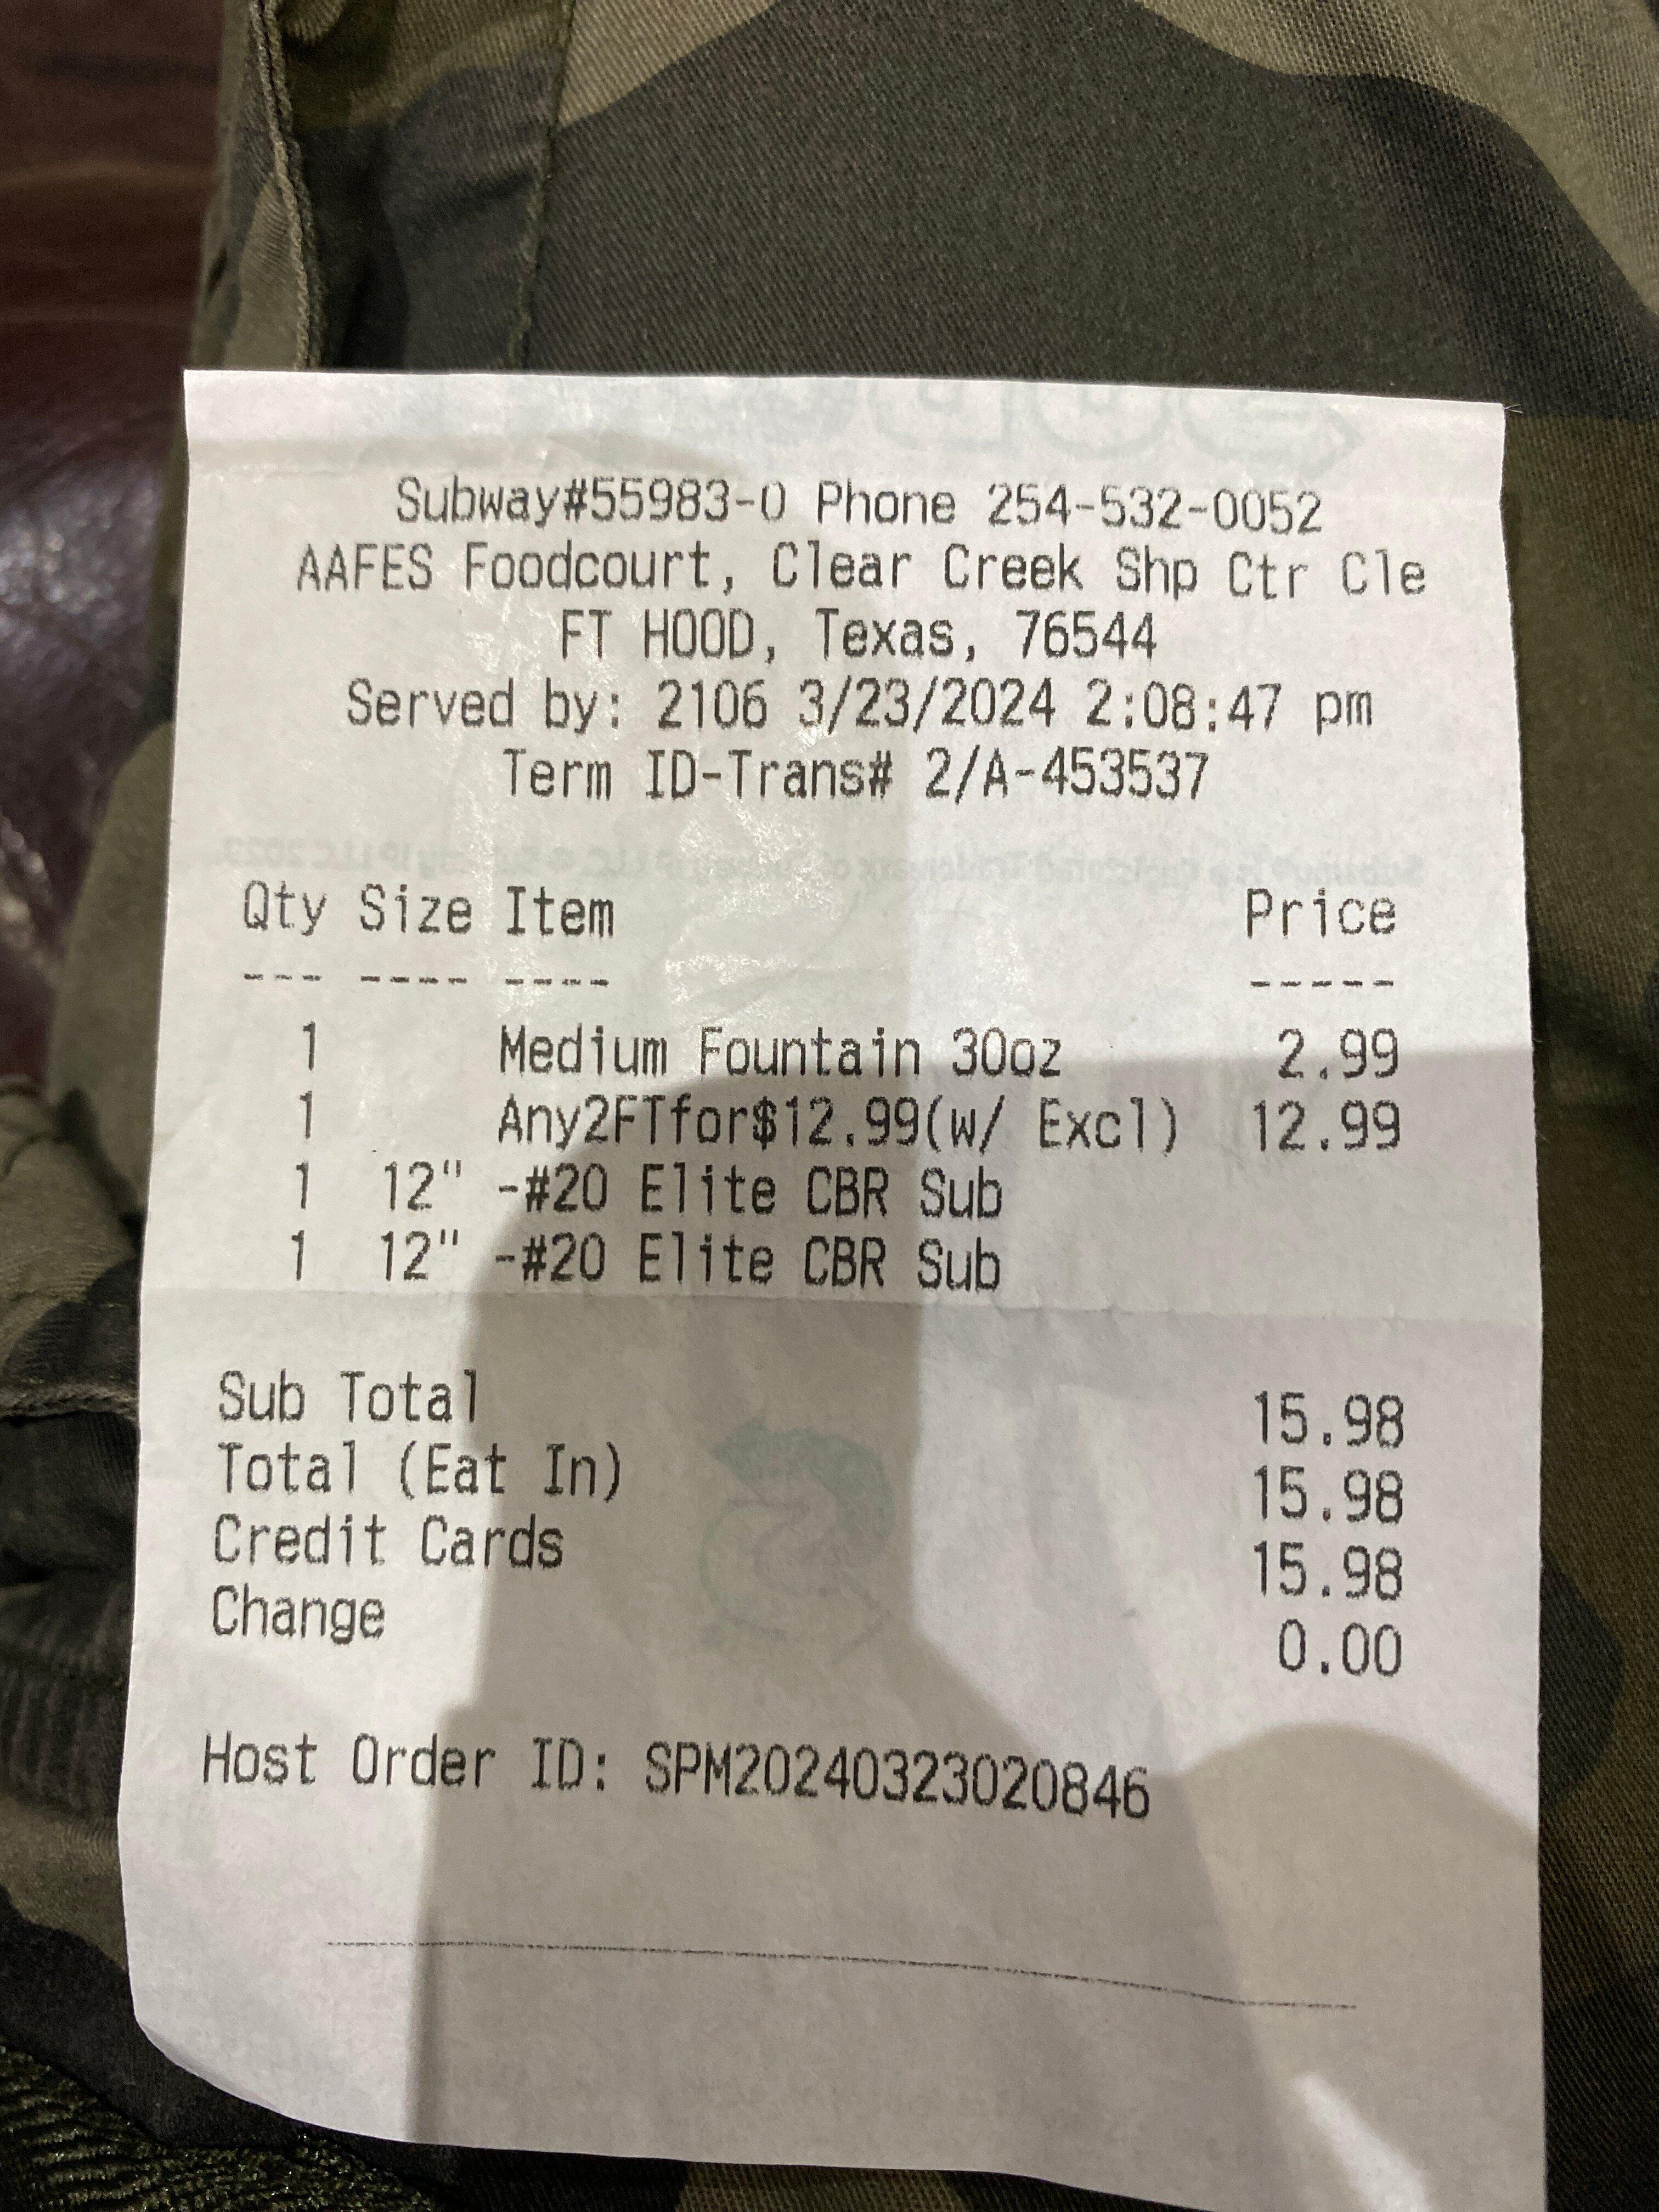 Subway#55983-0 Phone 254-532-0052
AAFES Foodcourt, Clear Creek Shp Ctr Cle
FT HOOD, Texas, 76544
Served by: 2106 3/23/2024 2:08:47 pm
Term ID-Trans# 2/A-453537
Qty Size Item Price
--- ---- ---- -----
1 Medium Fountain 30oz 2.99
1 Any2FTfor$12.99(w/ Excl) 12.99
1 12" -#20 Elite CBR Sub
1 12" -#20 Elite CBR Sub
Sub Total 15.98
Total (Eat In) 15.98
Credit Cards 15.98
Change 0.00
Host Order ID: SPM20240323020846